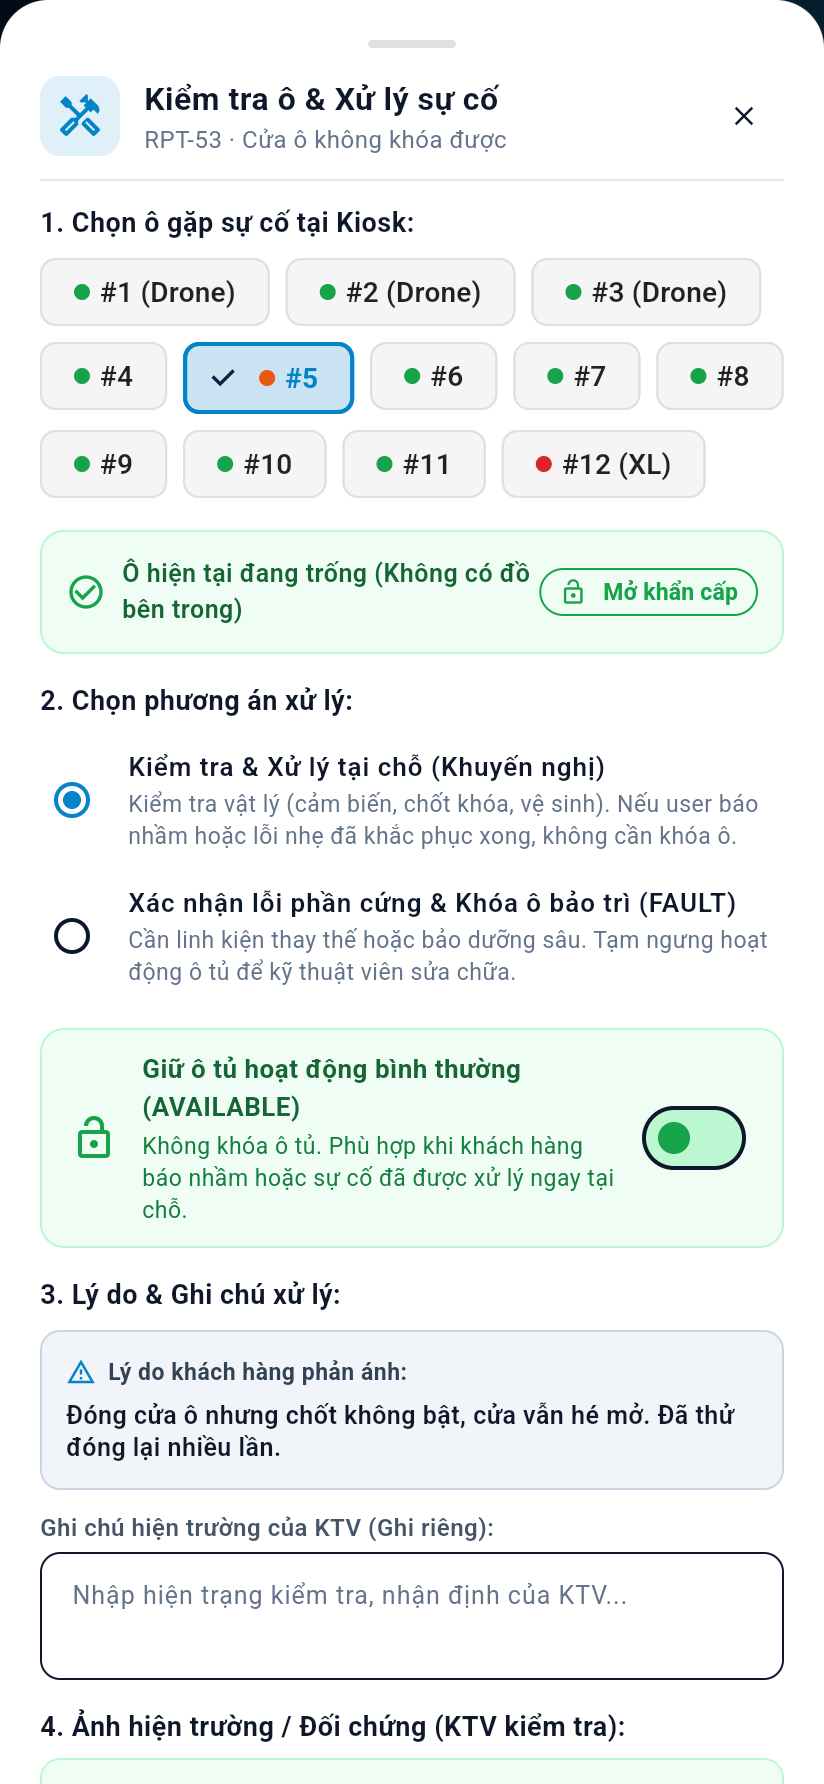 Kiểm tra ô & Xử lý sự cố
RPT-53 · Cửa ô không khóa được
1. Chọn ô gặp sự cố tại Kiosk:
#1 (Drone)
#2 (Drone)
#3 (Drone)
#4
#5
#6
#7
#8
#9
#10
#11
#12 (XL)
Ô hiện tại đang trống (Không có đồ
bên trong)
Mở khẩn cấp
2. Chọn phương án xử lý:
Kiểm tra & Xử lý tại chỗ (Khuyến nghị)
Kiểm tra vật lý (cảm biến, chốt khóa, vệ sinh). Nếu user báo
nhầm hoặc lỗi nhẹ đã khắc phục xong, không cần khóa ô.
Xác nhận lỗi phần cứng & Khóa ô bảo trì (FAULT)
Cần linh kiện thay thế hoặc bảo dưỡng sâu. Tạm ngưng hoạt
động ô tủ để kỹ thuật viên sửa chữa.
Giữ ô tủ hoạt động bình thường
(AVAILABLE)
Không khóa ô tủ. Phù hợp khi khách hàng
báo nhầm hoặc sự cố đã được xử lý ngay tại
chỗ.
3. Lý do & Ghi chú xử lý:
Lý do khách hàng phản ánh:
Đóng cửa ô nhưng chốt không bật, cửa vẫn hé mở. Đã thử
đóng lại nhiều lần.
Ghi chú hiện trường của KTV (Ghi riêng):
Nhập hiện trạng kiểm tra, nhận định của KTV...
4. Ảnh hiện trường / Đối chứng (KTV kiểm tra):